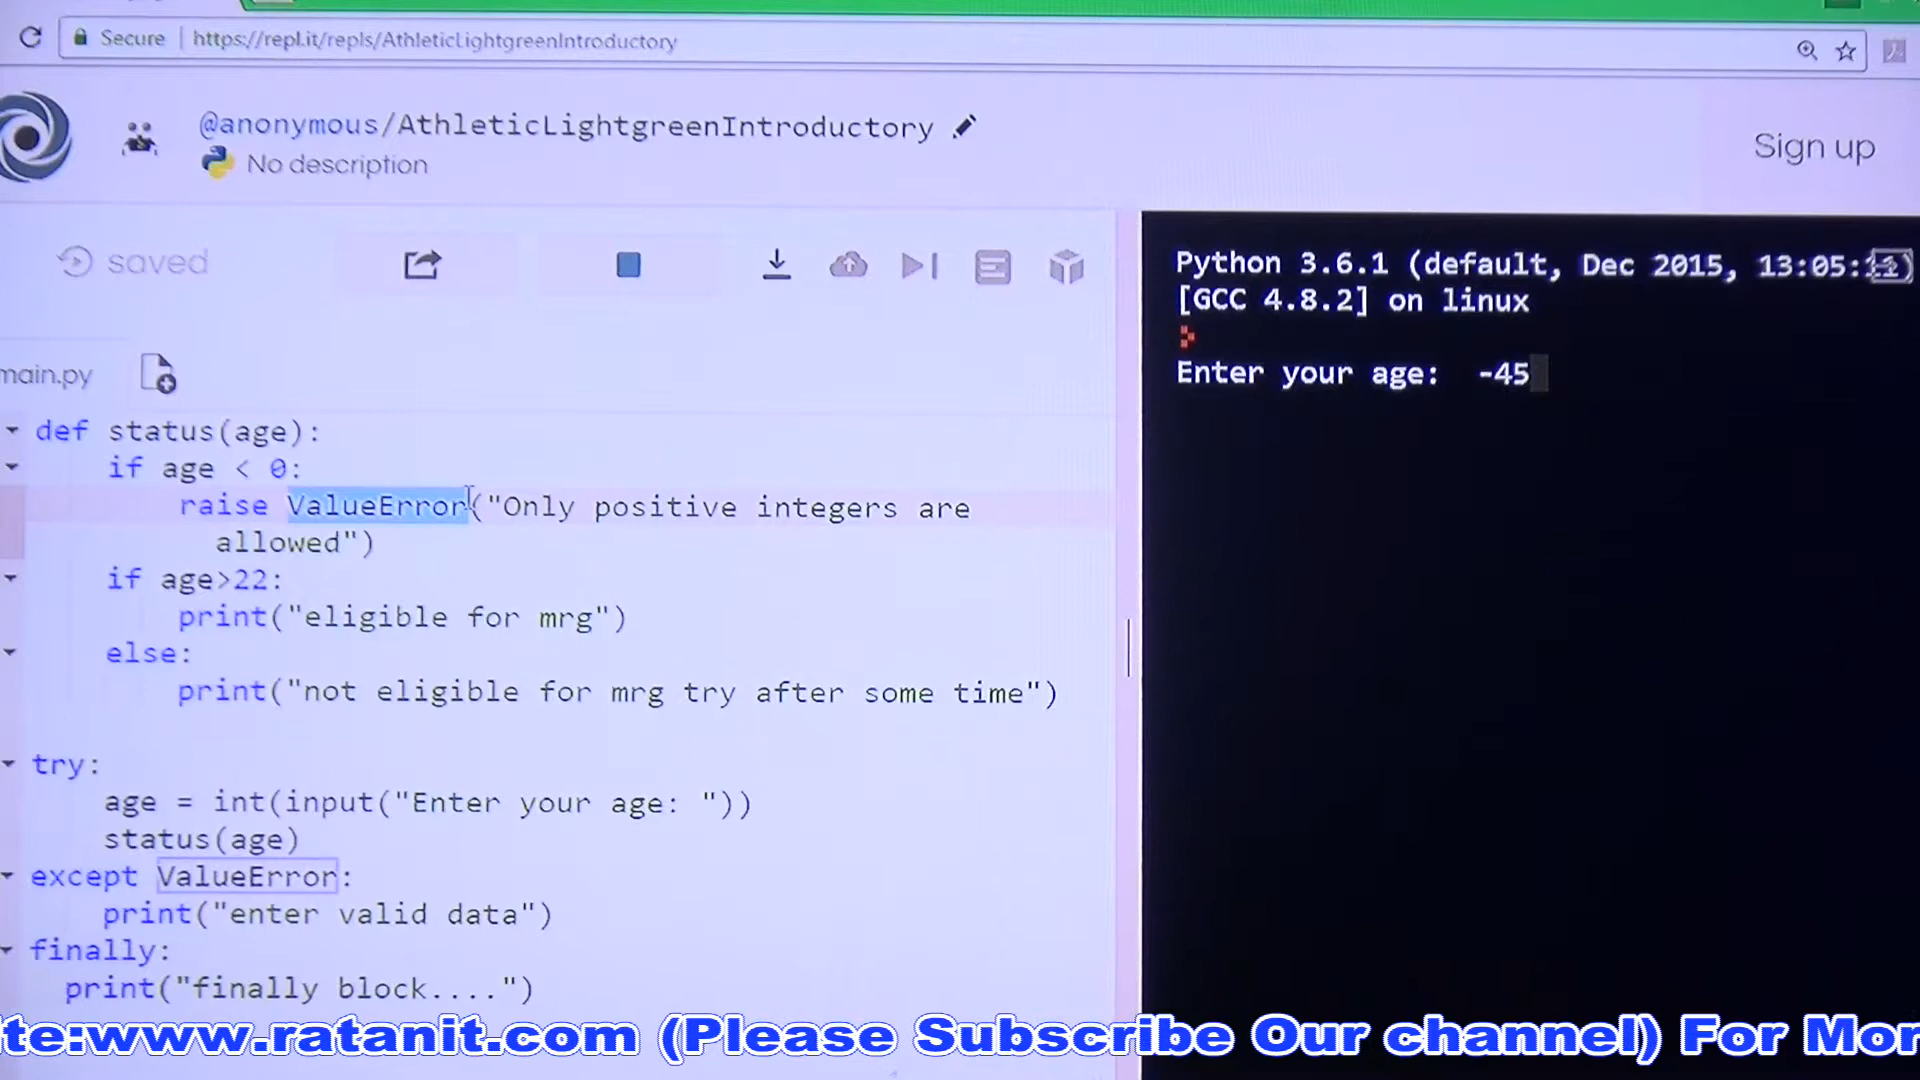 Secure https://repl.it/repls/AthleticLightgreenIntroductory
@anonymous/AthleticLightgreenIntroductory
No description
Sign up
saved
main.py
def status(age):
if age < 0:
raise ValueError("Only positive integers are
allowed")
if age>22:
print("eligible for mrg")
else:
print("not eligible for mrg try after some time")
try:
age = int(input("Enter your age: "))
status(age)
except ValueError:
print("enter valid data")
finally:
print("finally block....")
Python 3.6.1 (default, Dec 2015, 13:05:
[GCC 4.8.2] on linux
Enter your age: -45
te:www.ratanit.com (Please Subscribe Our channel) For Mor